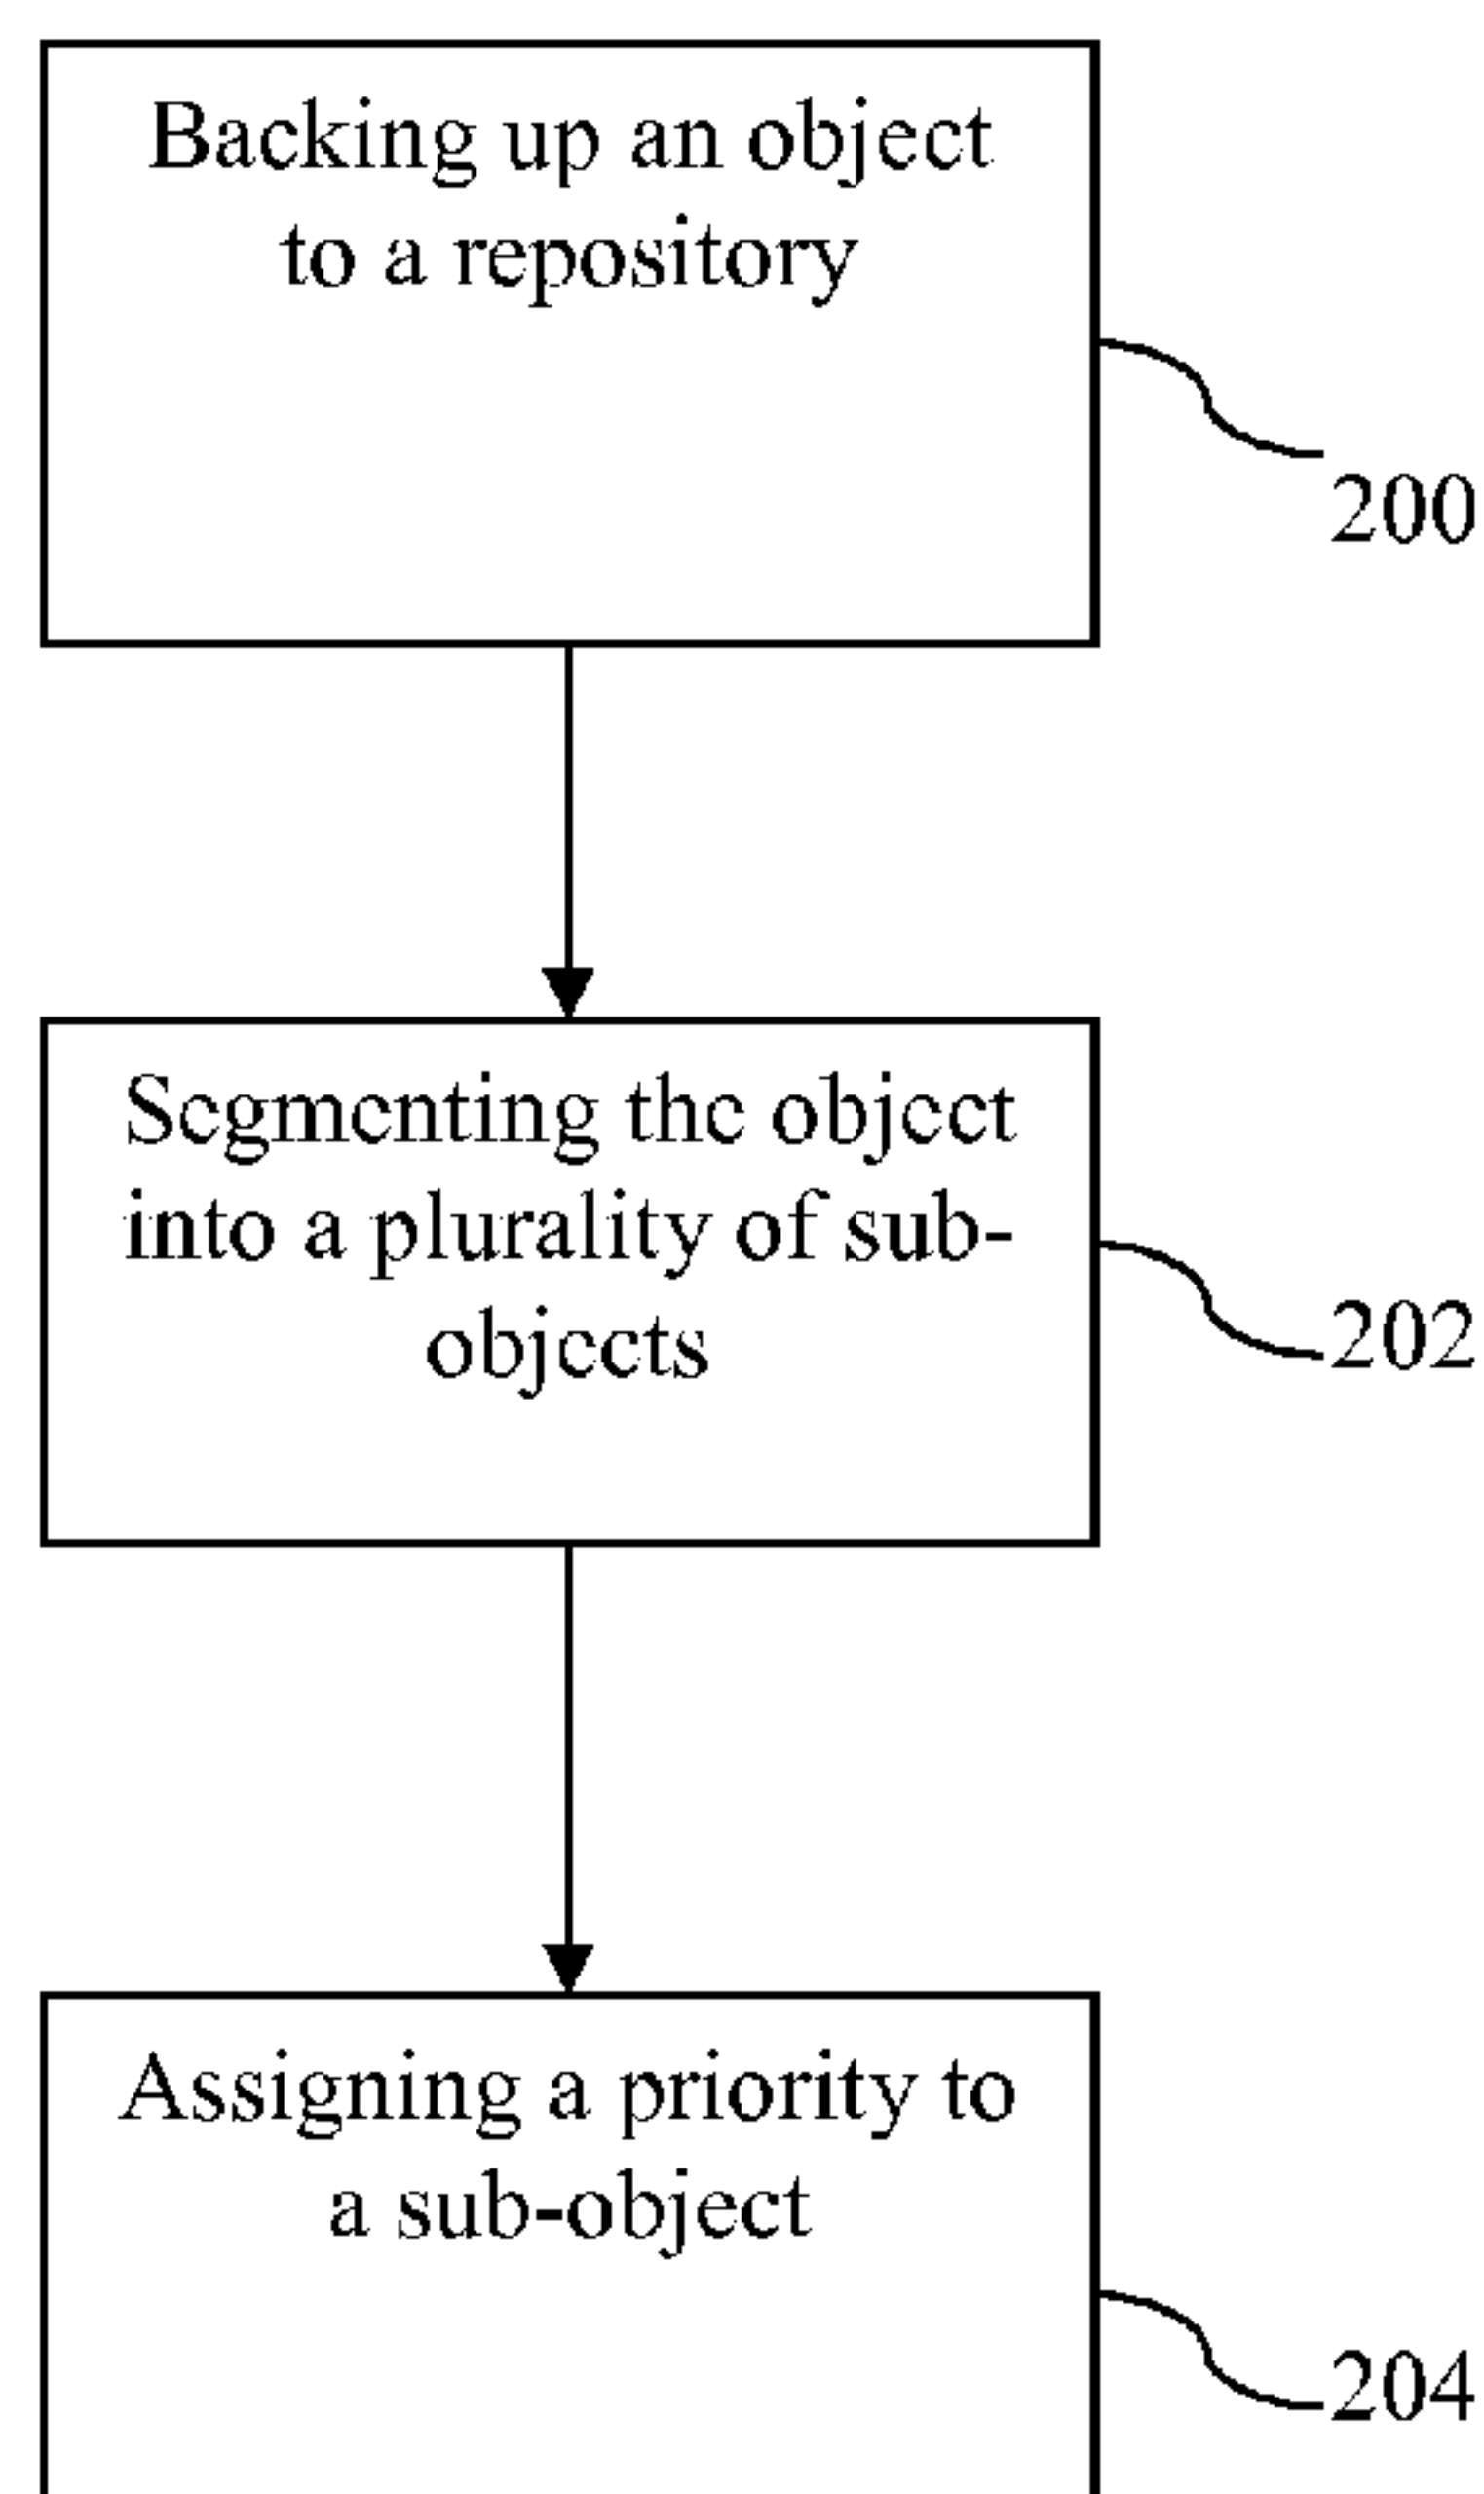 Backing up an object
to a repository
200
Segmenting the object
into a plurality of sub-
objects
202
Assigning a priority to
a sub-object
204